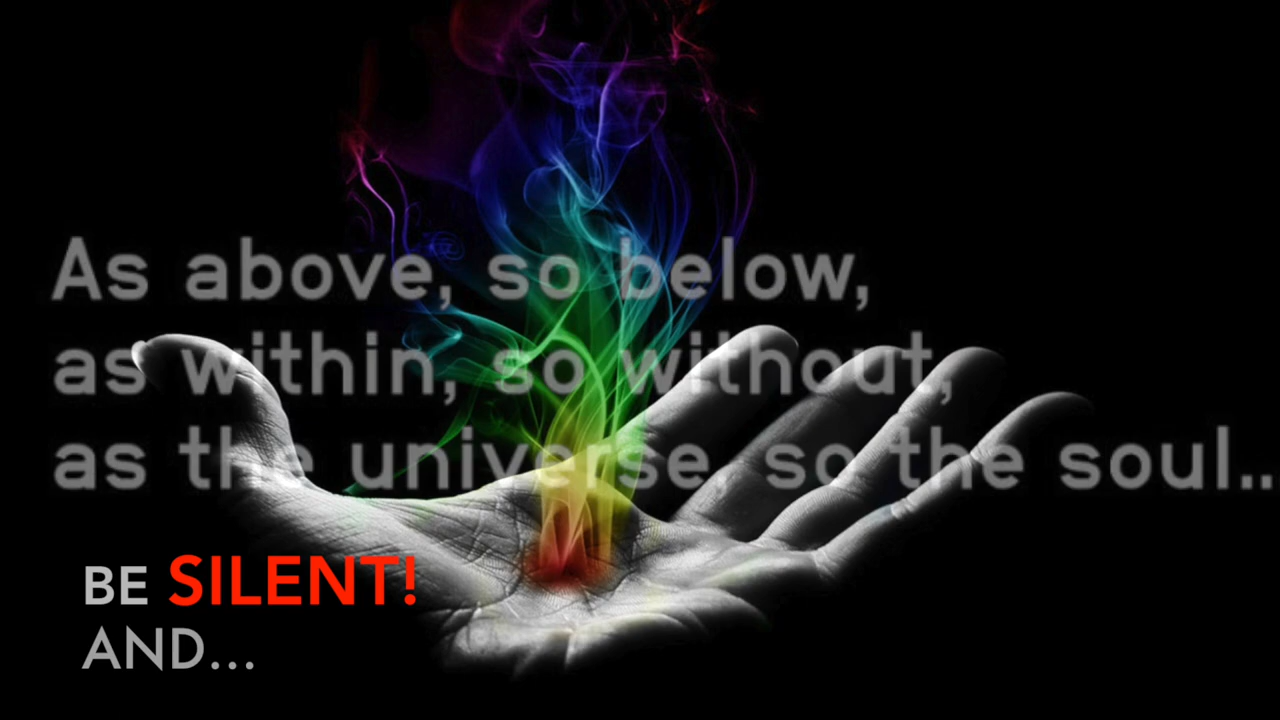 As above, so below,
as within, so without,
as the universe, so the soul..
BE SILENT!
AND...